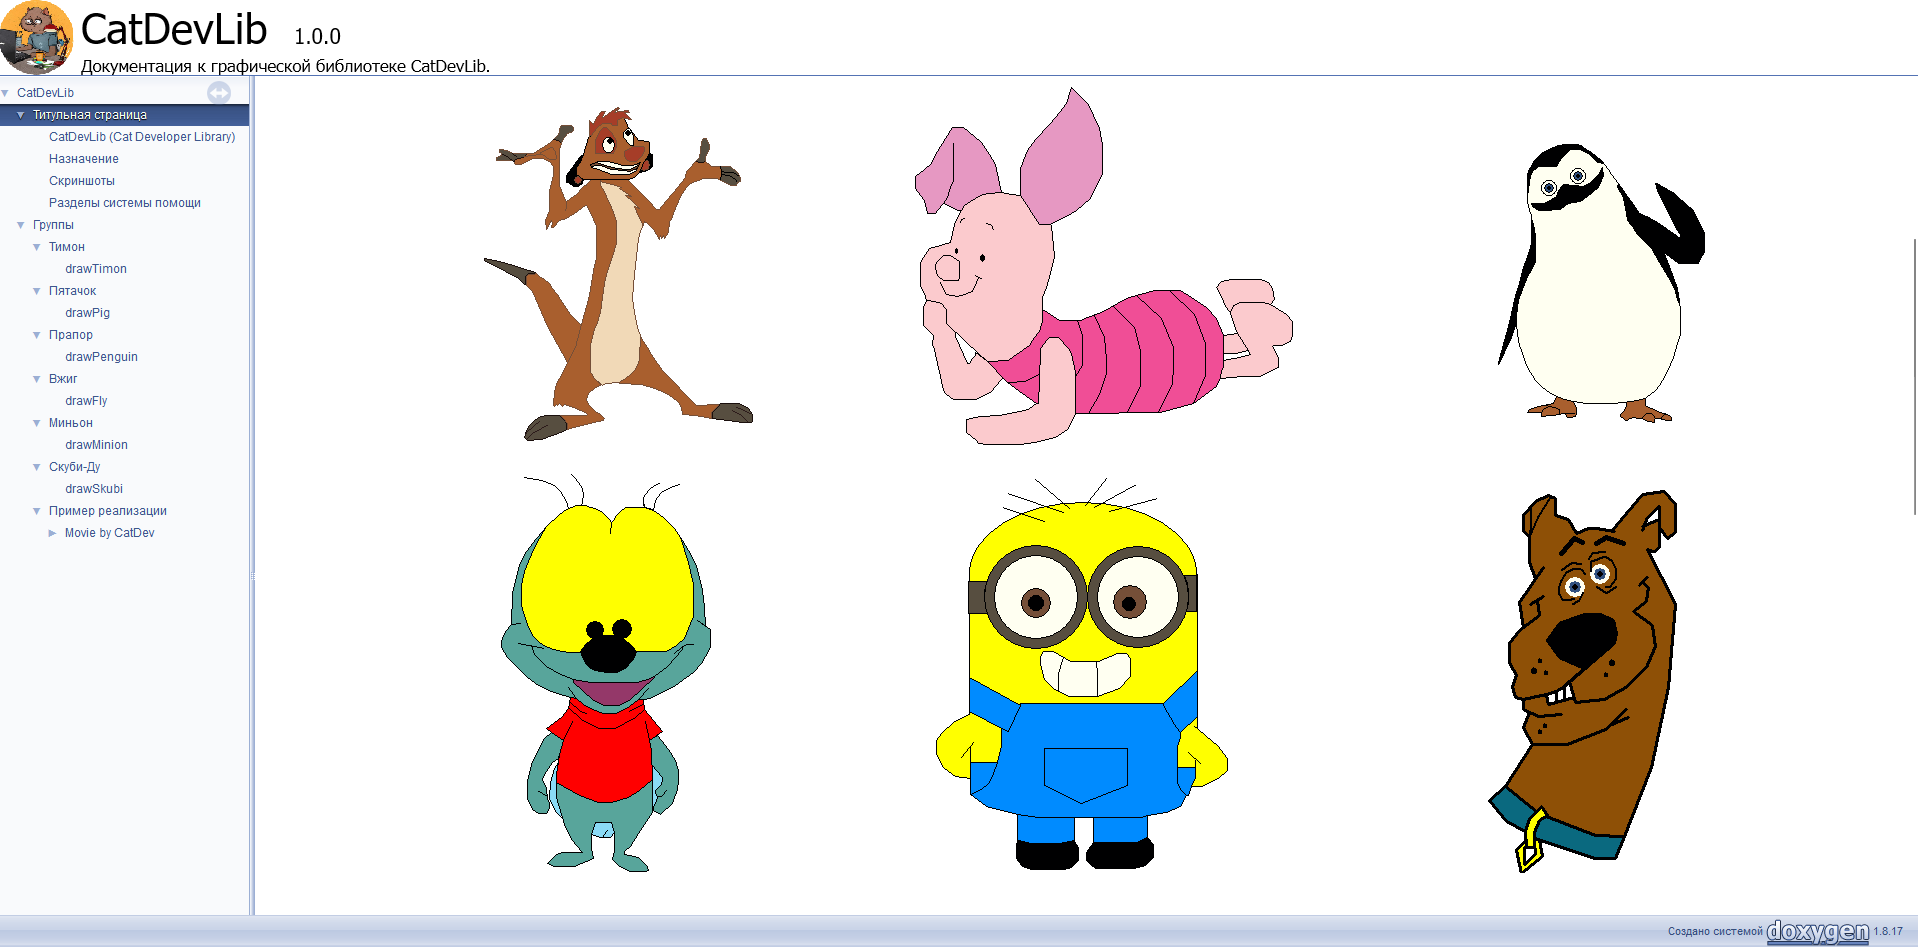 CatDevLib 1.0.0
Документация к графической библиотеке CatDevLib.
CatDevLib
Титульная страница
CatDevLib (Cat Developer Library)
Назначение
Скриншоты
Разделы системы помощи
Группы
Тимон
drawTimon
Пятачок
drawPig
Прапор
drawPenguin
Вжиг
drawFly
Миньон
drawMinion
Скуби-Ду
drawSkubi
Пример реализации
Movie by CatDev
Создано системой doxygen 1.8.17